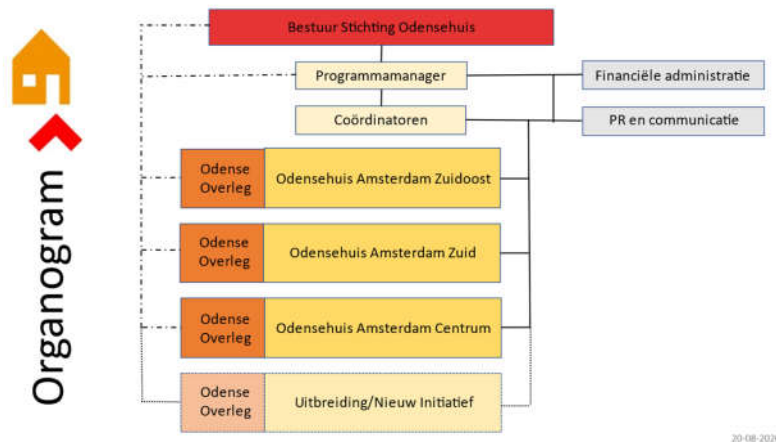 Organogram
Bestuur Stichting Odensehuis
Programmamanager
Financiële administratie
Coördinatoren
PR en communicatie
Odense
Overleg
Odensehuis Amsterdam Zuidoost
Odense
Overleg
Odensehuis Amsterdam Zuid
Odense
Overleg
Odensehuis Amsterdam Centrum
Odense
Overleg
Uitbreiding/Nieuw Initiatief